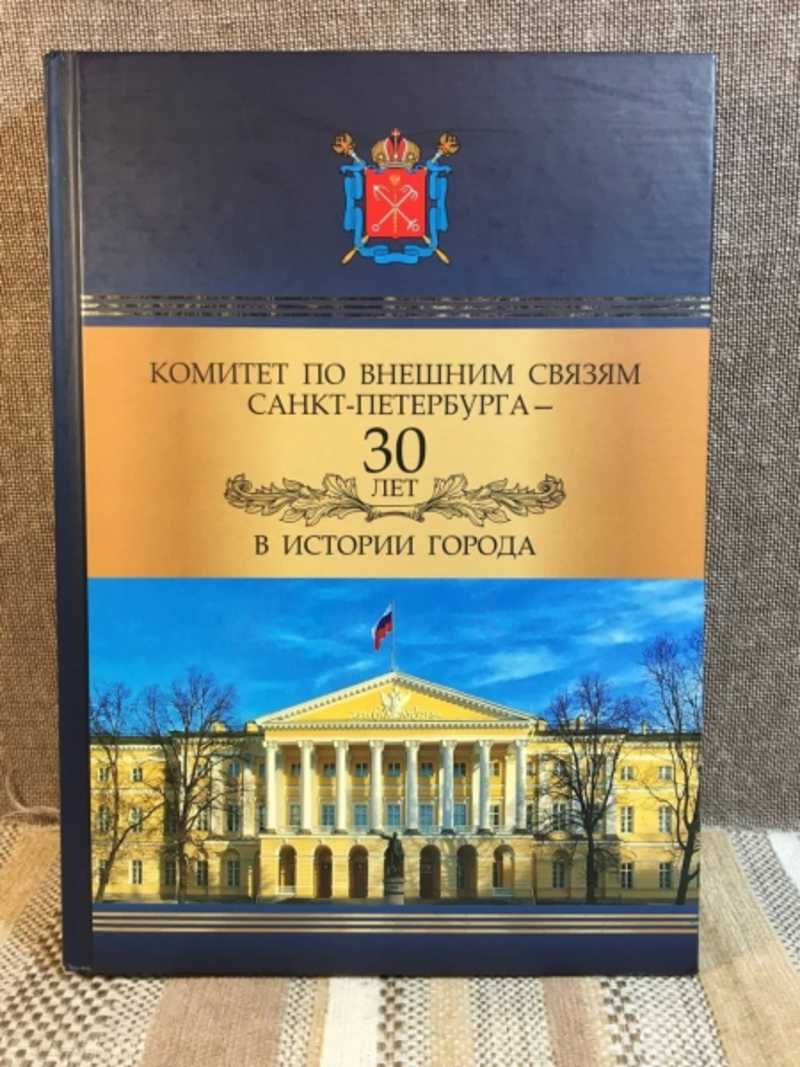 КОМИТЕТ ПО ВНЕШНИМ СВЯЗЯМ
САНКТ-ПЕТЕРБУРГА –
30
ЛЕТ
В ИСТОРИИ ГОРОДА